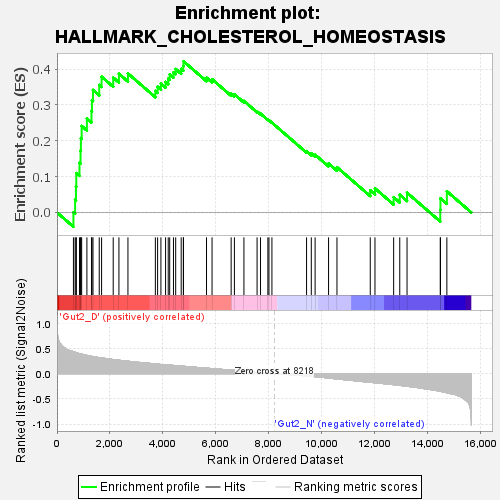 Enrichment plot:
HALLMARK_CHOLESTEROL_HOMEOSTASIS
Enrichment score (ES)
0.4
0.3
0.2
0.1
0.0
'Gut2_D' (positively correlated)
Ranked list metric (Signal2Noise)
1.0
0.5
0.0
-0.5
-1.0
Zero cross at 8218
'Gut2_N' (negatively correlated)
0 2,000 4,000 6,000 8,000 10,000 12,000 14,000 16,000
Rank in Ordered Dataset
Enrichment profile Hits Ranking metric scores